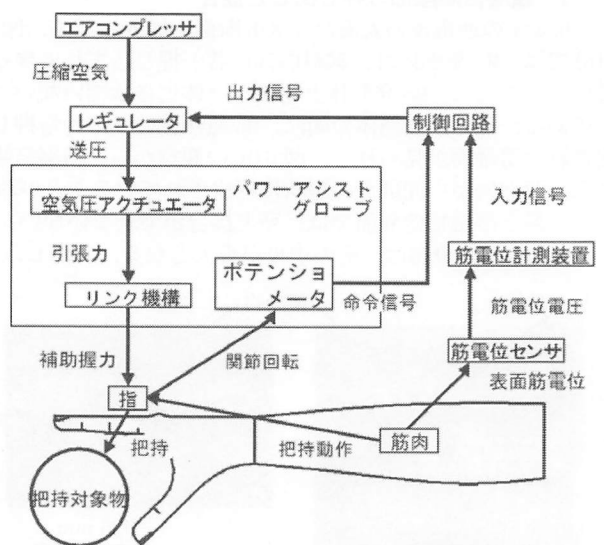 エアコンプレッサ
圧縮空気
出力信号
レギュレータ
制御回路
送圧
パワーアシスト
グローブ
入力信号
空気圧アクチュエータ
引張力
ポテンショ
メータ
筋電位計測装置
リンク機構
命令信号
筋電位電圧
補助握力
関節回転
筋電位センサ
表面筋電位
指
把持
把持動作
筋肉
把持対象物